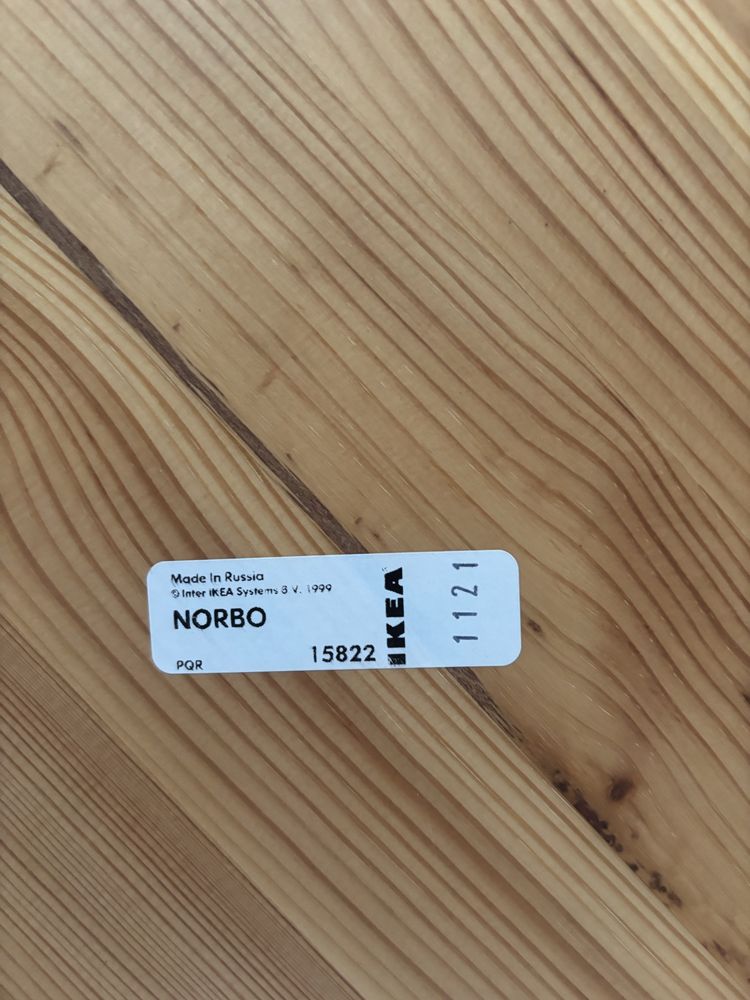 Made In Russia
© Inter IKEA Systems B.V. 1999
NORBO
PQR
15822
IKEA
1121